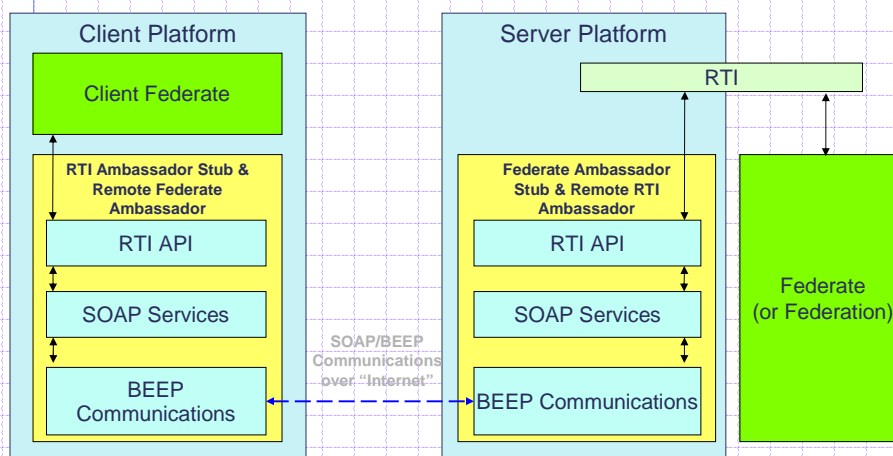 Client Platform
Client Federate
RTI Ambassador Stub &
Remote Federate
Ambassador
RTI API
SOAP Services
BEEP
Communications
SOAP/BEEP
Communications
over “Internet”
Server Platform
RTI
Federate Ambassador
Stub & Remote RTI
Ambassador
RTI API
SOAP Services
BEEP Communications
Federate
(or Federation)